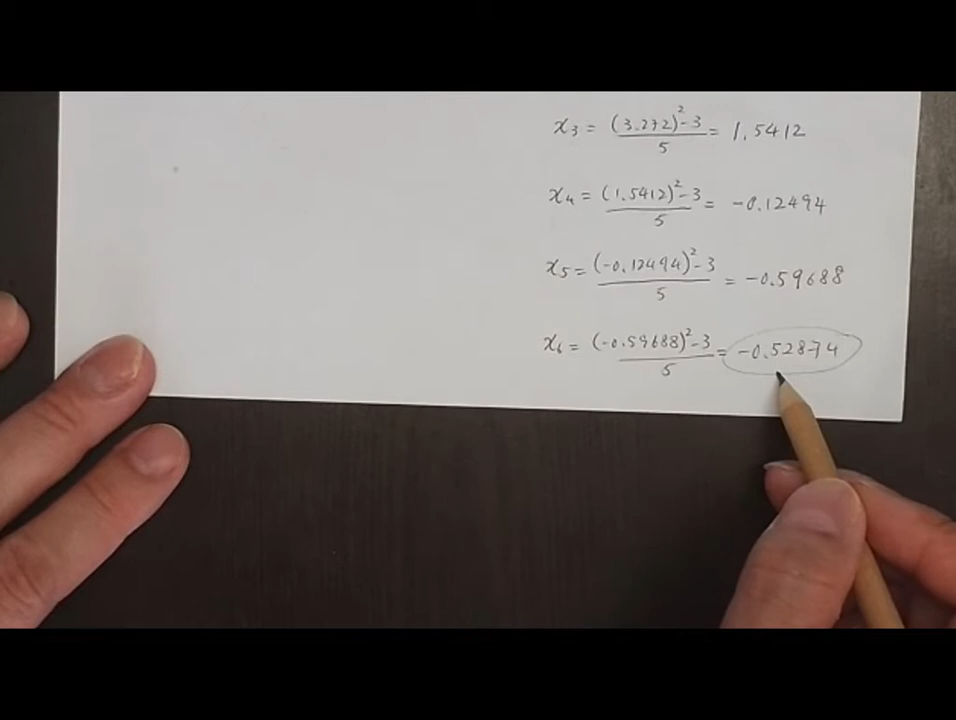 x₃ = (3.272)²-3 / 5 = 1.5412
x₄ = (1.5412)²-3 / 5 = -0.12494
x₅ = (-0.12494)²-3 / 5 = -0.59688
x₆ = (-0.59688)²-3 / 5 = -0.52874